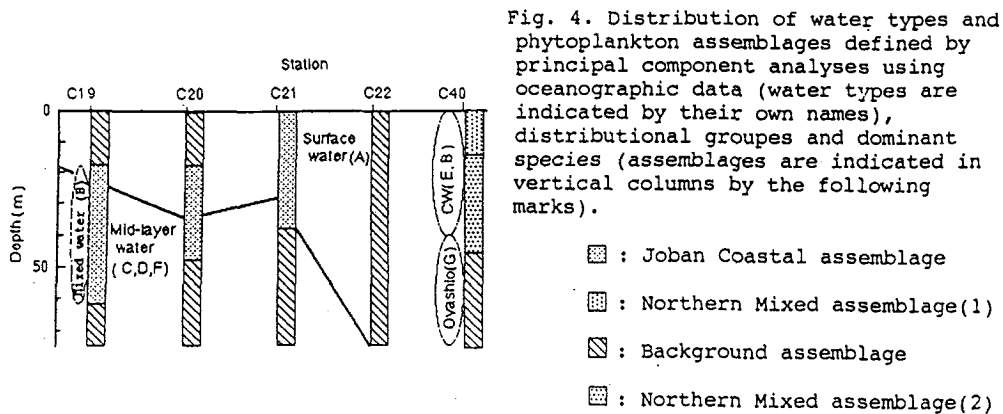 Station
C19 C20 C21 C22 C40
0
50
Depth(m)
Mixed water (B)
Mid-layer
water
(C,D,F)
Surface
water(A)
CW(E,B)
Oyashio(G)
Fig. 4. Distribution of water types and
phytoplankton assemblages defined by
principal component analyses using
oceanographic data (water types are
indicated by their own names),
distributional groupes and dominant
species (assemblages are indicated in
vertical columns by the following
marks).
: Joban Coastal assemblage
: Northern Mixed assemblage(1)
: Background assemblage
: Northern Mixed assemblage(2)